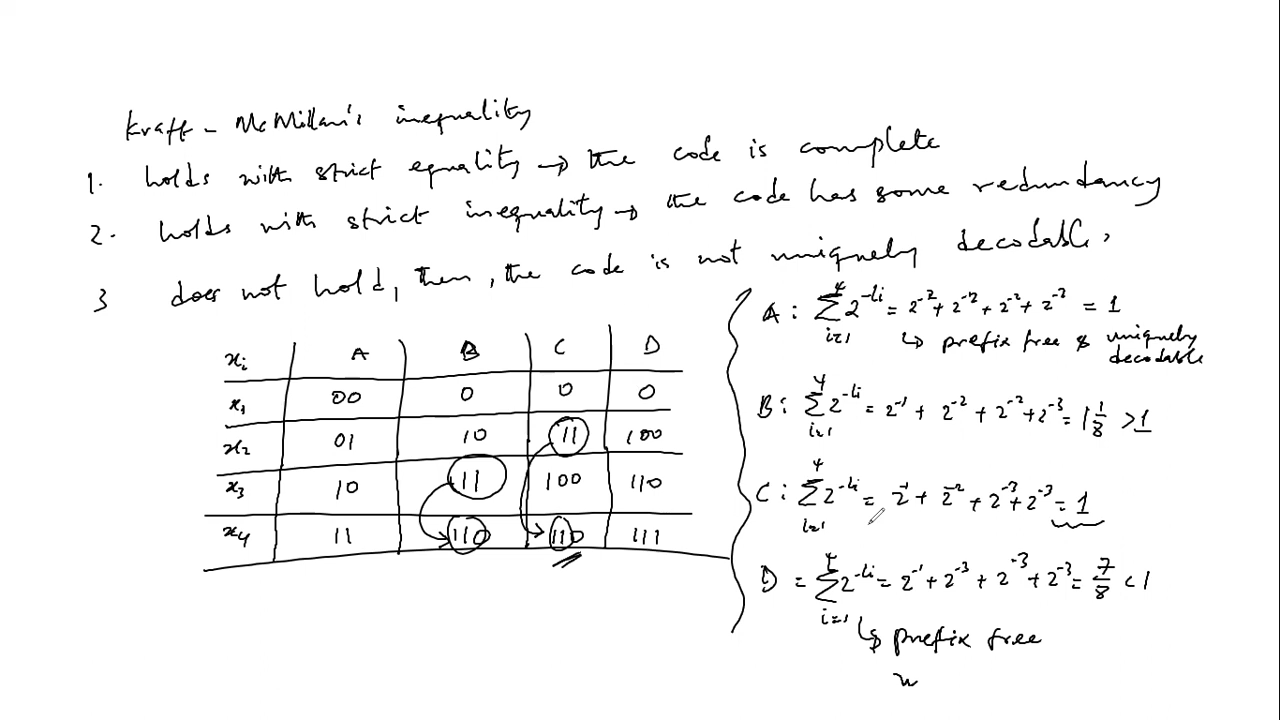 Kraff - McMillan's inequality
1. holds with strict equality → the code is complete
2. holds with strict inequality → the code has some redundancy
3 does not hold, then, the code is not uniquely decodable.
xi A B C D
x1 00 0 0 0
x2 01 10 11 100
x3 10 11 100 110
x4 11 110 110 111
A : ∑_{i=1}^{4} 2^{-li} = 2^{-2} + 2^{-2} + 2^{-2} + 2^{-2} = 1
↳ prefix free & uniquely
decodable
B : ∑_{i=1}^{4} 2^{-li} = 2^{-1} + 2^{-2} + 2^{-2} + 2^{-3} = 1 1/8 > 1
C : ∑_{i=1}^{4} 2^{-li} = 2^{-1} + 2^{-2} + 2^{-3} + 2^{-3} = 1
D = ∑_{i=1}^{4} 2^{-li} = 2^{-1} + 2^{-3} + 2^{-3} + 2^{-3} = 7/8 < 1
↳ prefix free